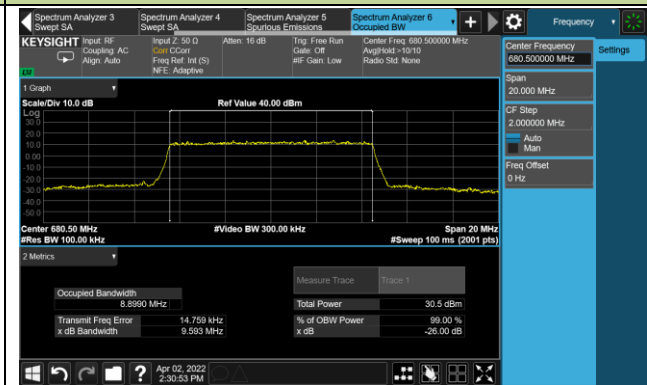 Spectrum Analyzer 3
Swept SA
Spectrum Analyzer 4
Swept SA
Spectrum Analyzer 5
Spurious Emissions
Spectrum Analyzer 6
Occupied BW
Frequency
KEYSIGHT
Input: RF
Coupling: AC
Align: Auto
Input Z: 50 Ω
Corr CCorr
Freq Ref: Int (S)
NFE: Adaptive
Atten: 16 dB
Trig: Free Run
Gate: Off
#IF Gain: Low
Center Freq: 680.500000 MHz
Avg|Hold:>10/10
Radio Std: None
Center Frequency
680.500000 MHz
Settings
Span
20.000 MHz
CF Step
2.000000 MHz
Auto
Man
Freq Offset
0 Hz
1 Graph
Scale/Div 10.0 dB
Ref Value 40.00 dBm
Log
30.0
20.0
10.0
0.00
-10.0
-20.0
-30.0
-40.0
-50.0
Center 680.50 MHz
#Video BW 300.00 kHz
Span 20 MHz
#Res BW 100.00 kHz
#Sweep 100 ms (2001 pts)
2 Metrics
Measure Trace
Trace 1
Occupied Bandwidth
8.8990 MHz
Total Power
30.5 dBm
Transmit Freq Error
14.759 kHz
% of OBW Power
99.00 %
x dB Bandwidth
9.593 MHz
x dB
-26.00 dB
Apr 02, 2022
2:30:53 PM